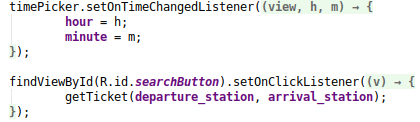 timePicker.setOnTimeChangedListener((view, h, m) → {
        hour = h;
        minute = m;
});

findViewById(R.id.searchButton).setOnClickListener((v) → {
        getTicket(departure_station, arrival_station);
});